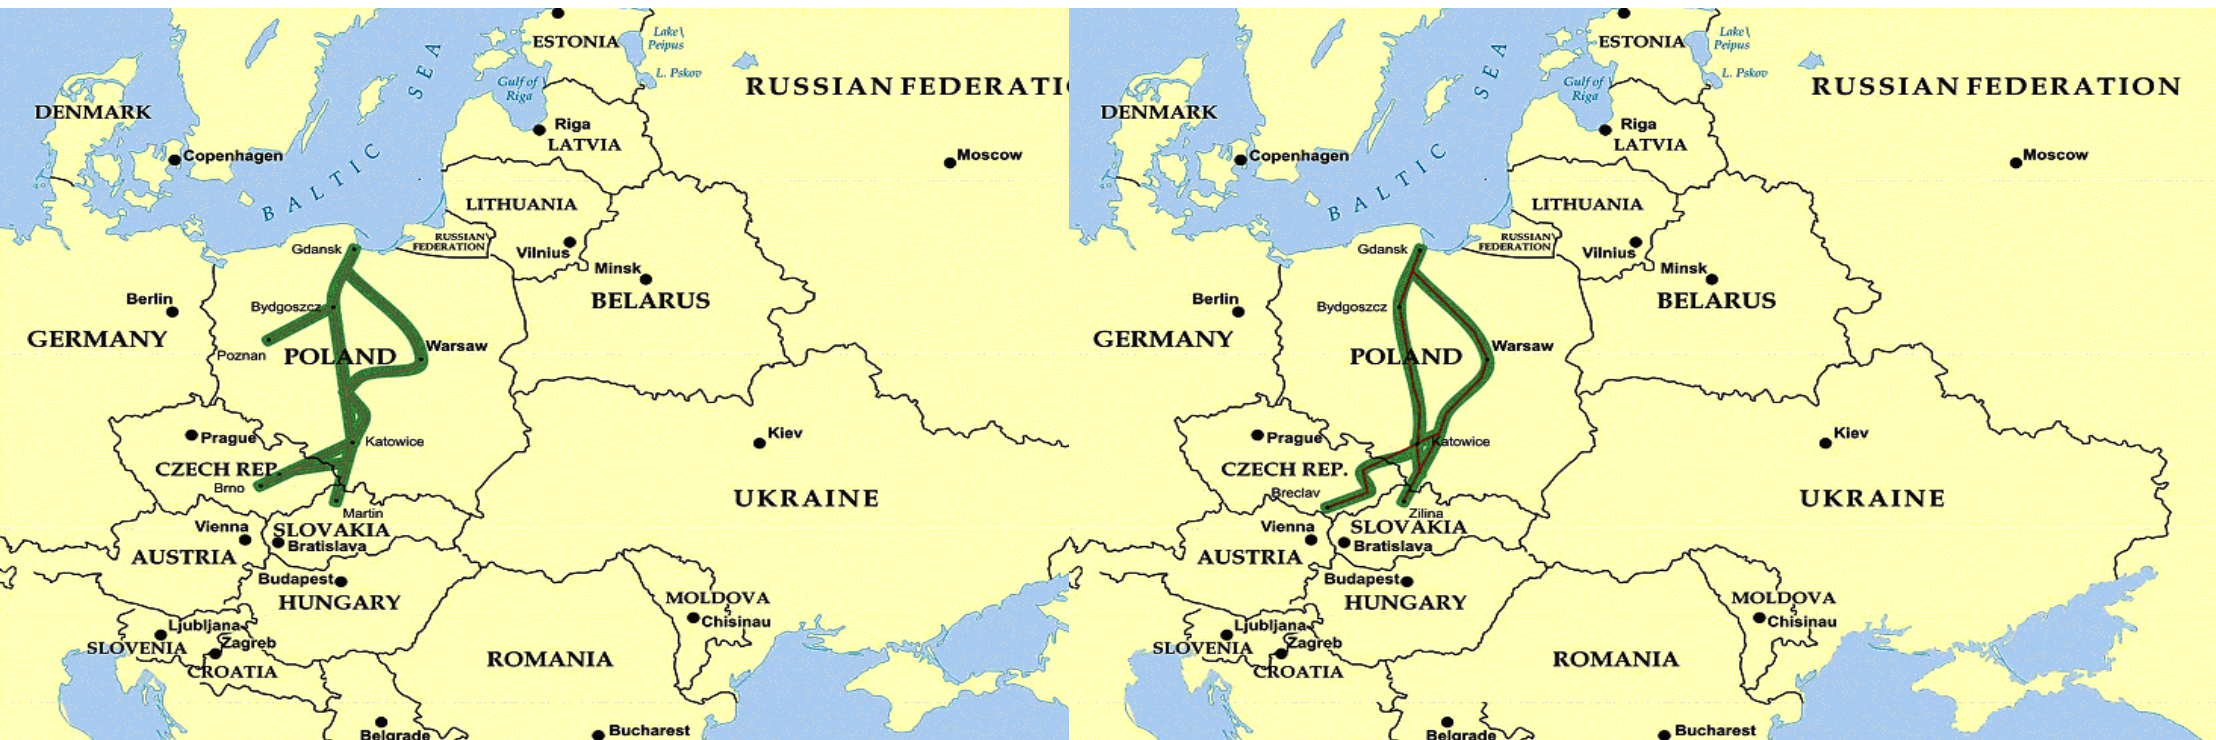 ESTONIA
Lake\
Peipus
L. Pskov
Gulf of
Riga
RUSSIAN FEDERATIO
DENMARK
BALTIC SEA
Riga
LATVIA
Copenhagen
Moscow
LITHUANIA
RUSSIAN
FEDERATION
Vilnius
Gdansk
Minsk
BELARUS
Berlin
Bydgoszcz
GERMANY
Poznan
POLAND
Warsaw
Prague
Katowice
Kiev
CZECH REP.
Brno
UKRAINE
Martin
Vienna
SLOVAKIA
Bratislava
AUSTRIA
Budapest
HUNGARY
MOLDOVA
Chisinau
Ljubljana
SLOVENIA
Zagreb
CROATIA
ROMANIA
Belgrade
Bucharest
ESTONIA
Lake\
Peipus
L. Pskov
Gulf of
Riga
RUSSIAN FEDERATION
DENMARK
BALTIC SEA
Riga
LATVIA
Copenhagen
Moscow
LITHUANIA
RUSSIAN
FEDERATION
Vilnius
Gdansk
Minsk
BELARUS
Berlin
Bydgoszcz
GERMANY
POLAND
Warsaw
Prague
Katowice
Kiev
CZECH REP.
Breclav
UKRAINE
Zilina
Vienna
SLOVAKIA
Bratislava
AUSTRIA
Budapest
HUNGARY
MOLDOVA
Chisinau
Ljubljana
SLOVENIA
Zagreb
CROATIA
ROMANIA
Belgrade
Bucharest